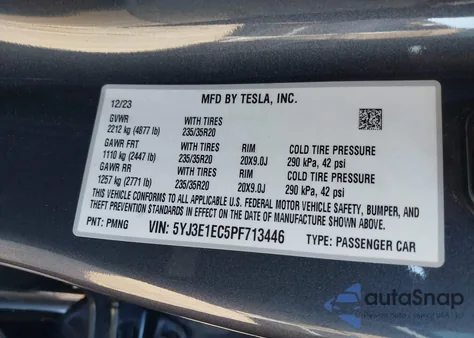 MFD BY TESLA, INC.
12/23
GVWR WITH TIRES
2212 kg (4877 lb) 235/35R20
GAWR FRT WITH TIRES RIM COLD TIRE PRESSURE
1110 kg (2447 lb) 235/35R20 20X9.0J 290 kPa, 42 psi
GAWR RR WITH TIRES RIM COLD TIRE PRESSURE
1257 kg (2771 lb) 235/35R20 20X9.0J 290 kPa, 42 psi
THIS VEHICLE CONFORMS TO ALL APPLICABLE U.S. FEDERAL MOTOR VEHICLE SAFETY, BUMPER, AND
THEFT PREVENTION STANDARDS IN EFFECT ON THE DATE OF MANUFACTURE SHOWN ABOVE.
PNT: PMNG VIN: 5YJ3E1EC5PF713446 TYPE: PASSENGER CAR
autoSnap